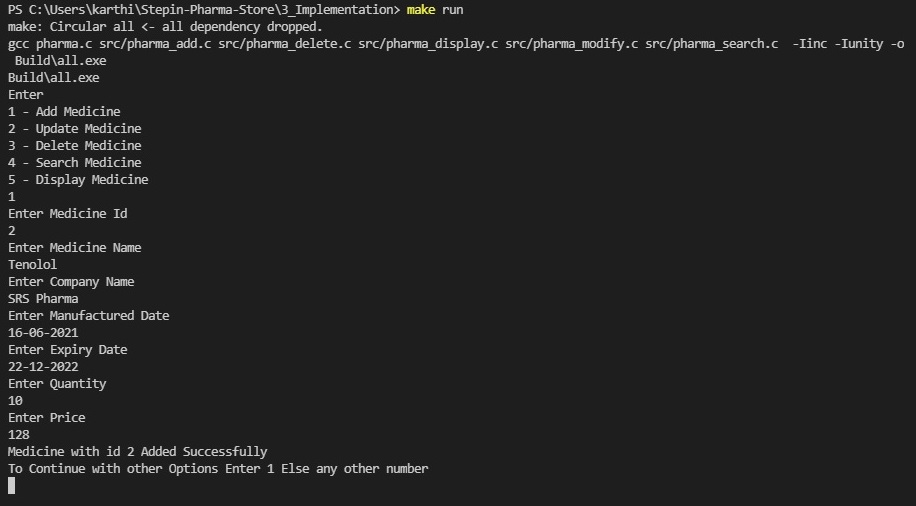 PS C:\Users\karthi\Stepin-Pharma-Store\3_Implementation> make run
make: Circular all <- all dependency dropped.
gcc pharma.c src/pharma_add.c src/pharma_delete.c src/pharma_display.c src/pharma_modify.c src/pharma_search.c  -Iinc -Iunity -o
 Build\all.exe
Build\all.exe
Enter
1 - Add Medicine
2 - Update Medicine
3 - Delete Medicine
4 - Search Medicine
5 - Display Medicine
1
Enter Medicine Id
2
Enter Medicine Name
Tenolol
Enter Company Name
SRS Pharma
Enter Manufactured Date
16-06-2021
Enter Expiry Date
22-12-2022
Enter Quantity
10
Enter Price
128
Medicine with id 2 Added Successfully
To Continue with other Options Enter 1 Else any other number